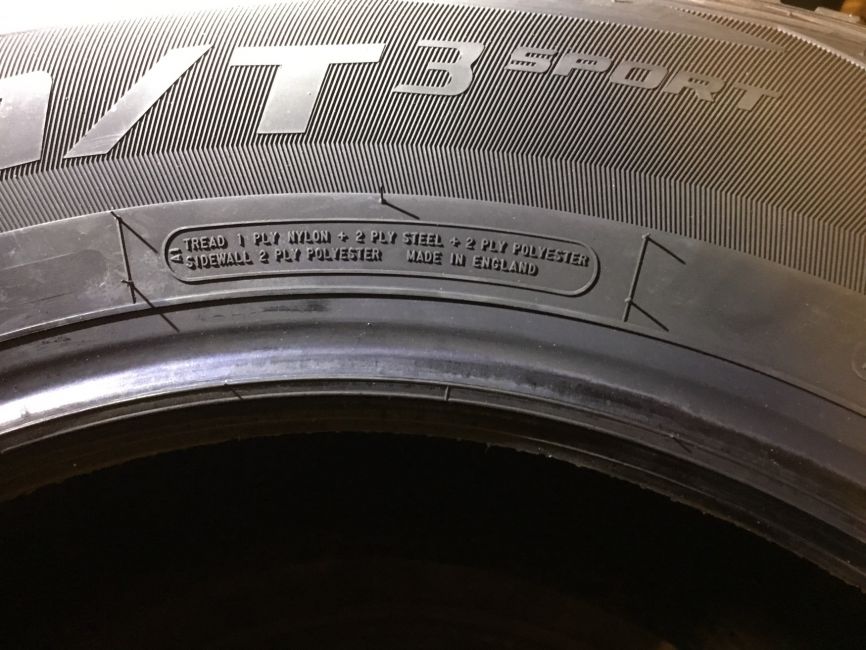 /T3 SPORT
A1 TREAD 1 PLY NYLON + 2 PLY STEEL + 2 PLY POLYESTER
SIDEWALL 2 PLY POLYESTER MADE IN ENGLAND